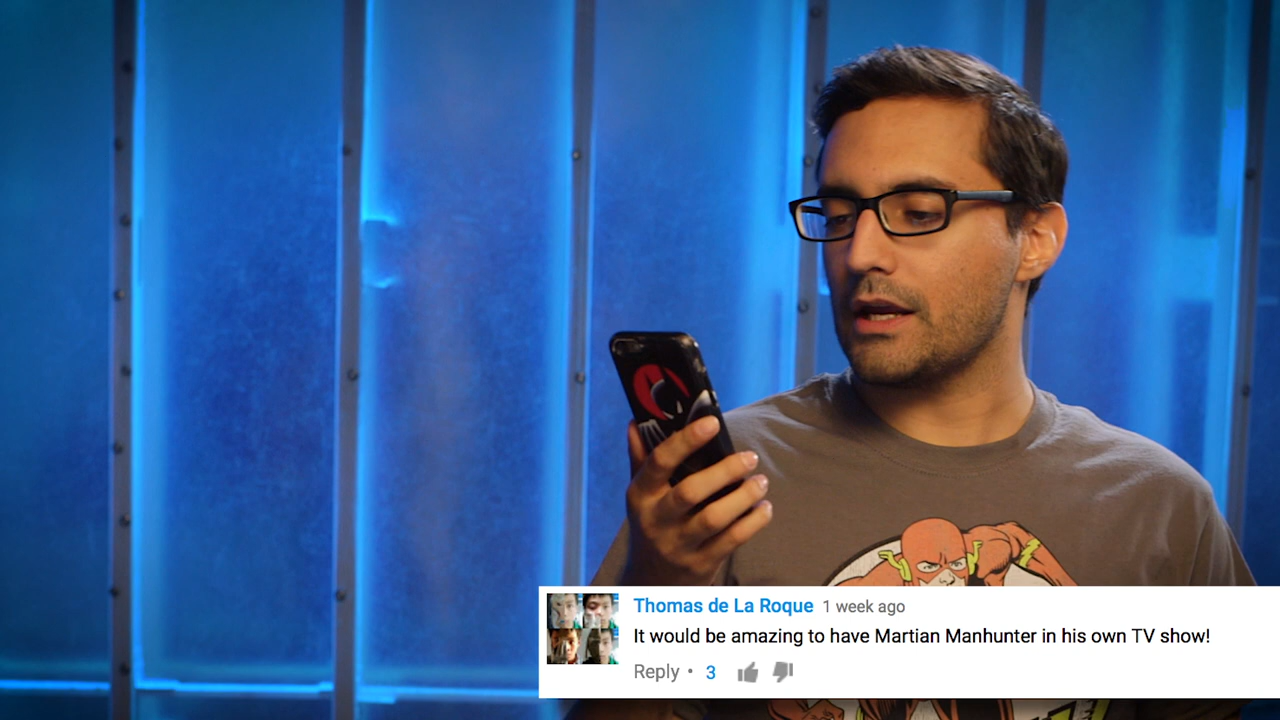 Thomas de La Roque 1 week ago
It would be amazing to have Martian Manhunter in his own TV show!
Reply • 3